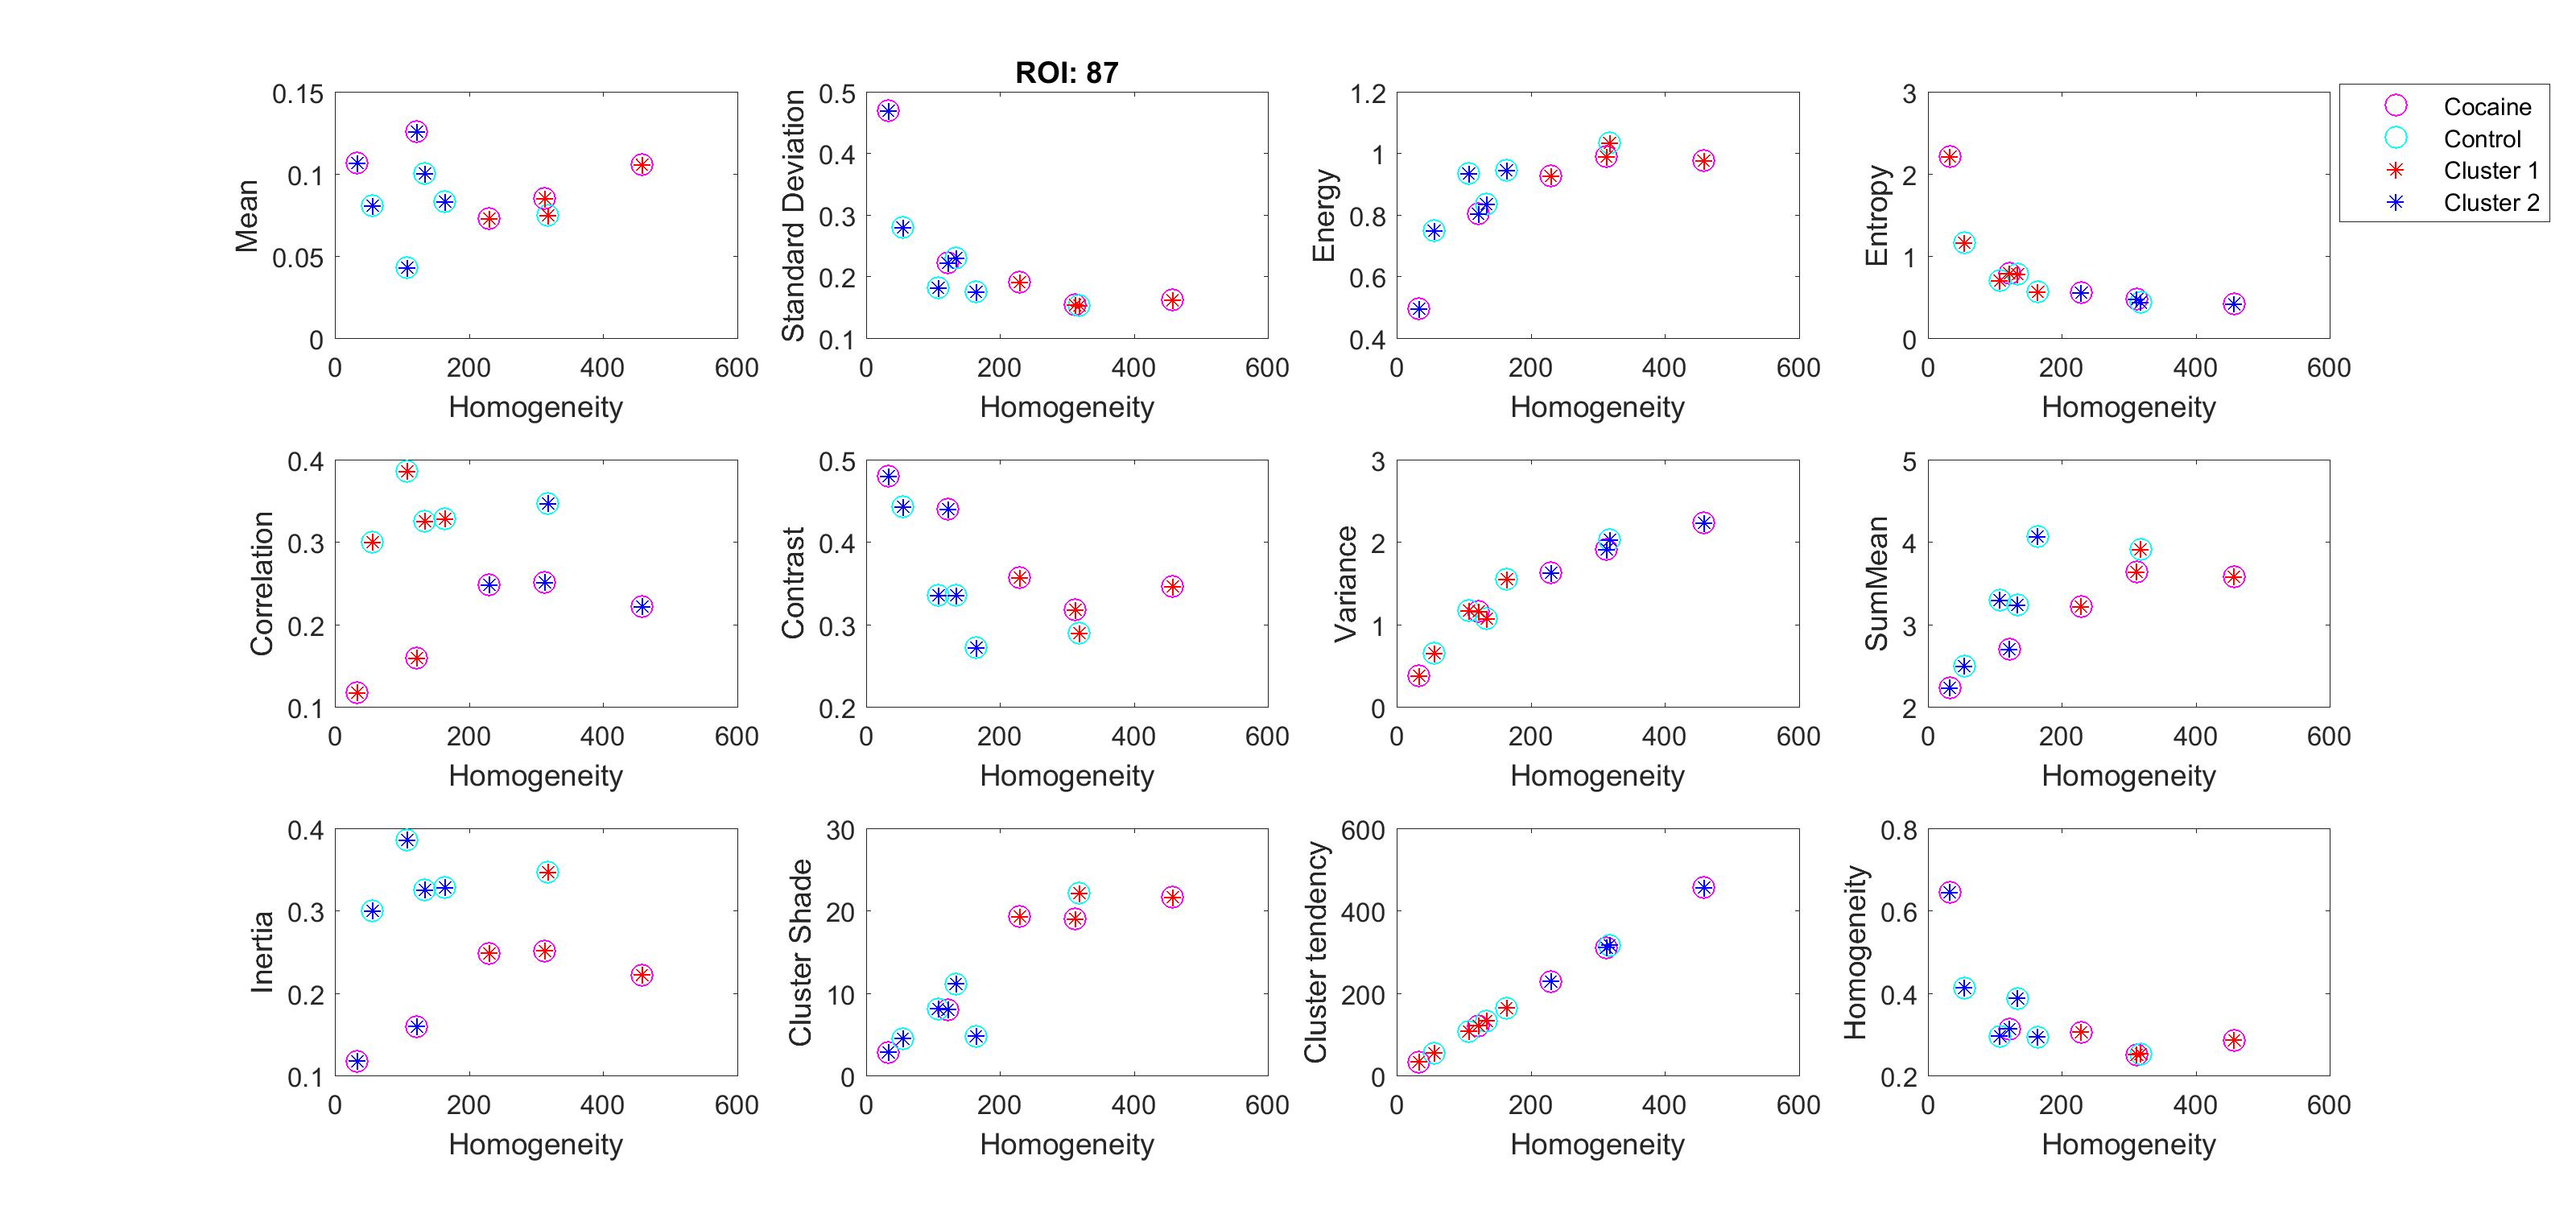 ROI: 87
0.15
0.1
0.05
0
Mean
0 200 400 600
Homogeneity
0.5
0.4
0.3
0.2
0.1
Standard Deviation
0 200 400 600
Homogeneity
1.2
1
0.8
0.6
0.4
Energy
0 200 400 600
Homogeneity
3
2
1
0
Entropy
0 200 400 600
Homogeneity
Cocaine
Control
Cluster 1
Cluster 2
0.4
0.3
0.2
0.1
Correlation
0 200 400 600
Homogeneity
0.5
0.4
0.3
0.2
Contrast
0 200 400 600
Homogeneity
3
2
1
0
Variance
0 200 400 600
Homogeneity
5
4
3
2
SumMean
0 200 400 600
Homogeneity
0.4
0.3
0.2
0.1
Inertia
0 200 400 600
Homogeneity
30
20
10
0
Cluster Shade
0 200 400 600
Homogeneity
600
400
200
0
Cluster tendency
0 200 400 600
Homogeneity
0.8
0.6
0.4
0.2
Homogeneity
0 200 400 600
Homogeneity